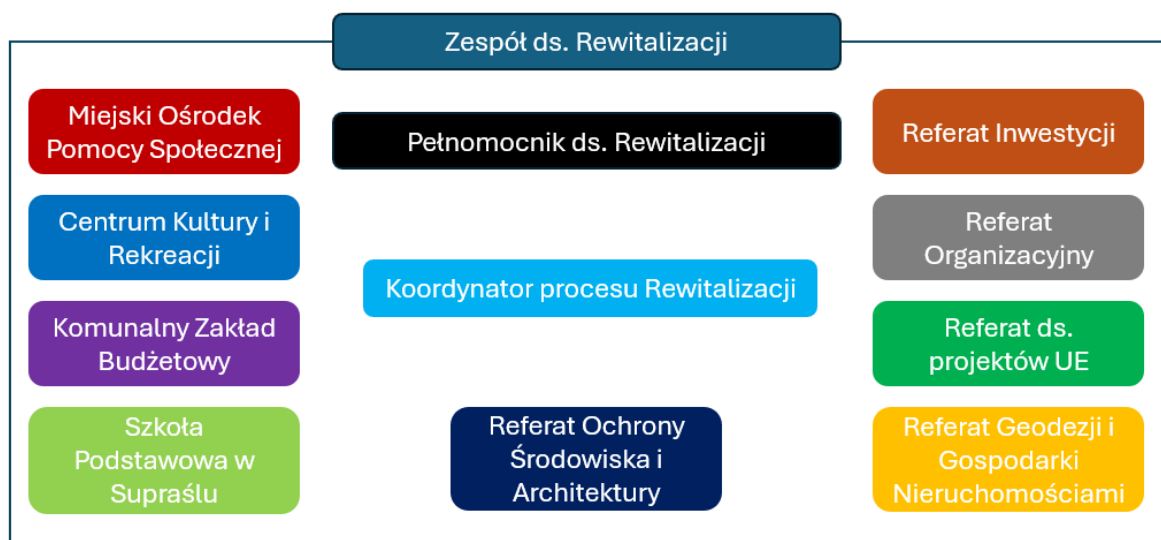 Zespół ds. Rewitalizacji
Miejski Ośrodek
Pomocy Społecznej
Pełnomocnik ds. Rewitalizacji
Referat Inwestycji
Centrum Kultury i
Rekreacji
Koordynator procesu Rewitalizacji
Referat
Organizacyjny
Komunalny Zakład
Budżetowy
Referat ds.
projektów UE
Szkoła
Podstawowa w
Supraślu
Referat Ochrony
Środowiska i
Architektury
Referat Geodezji i
Gospodarki
Nieruchomościami